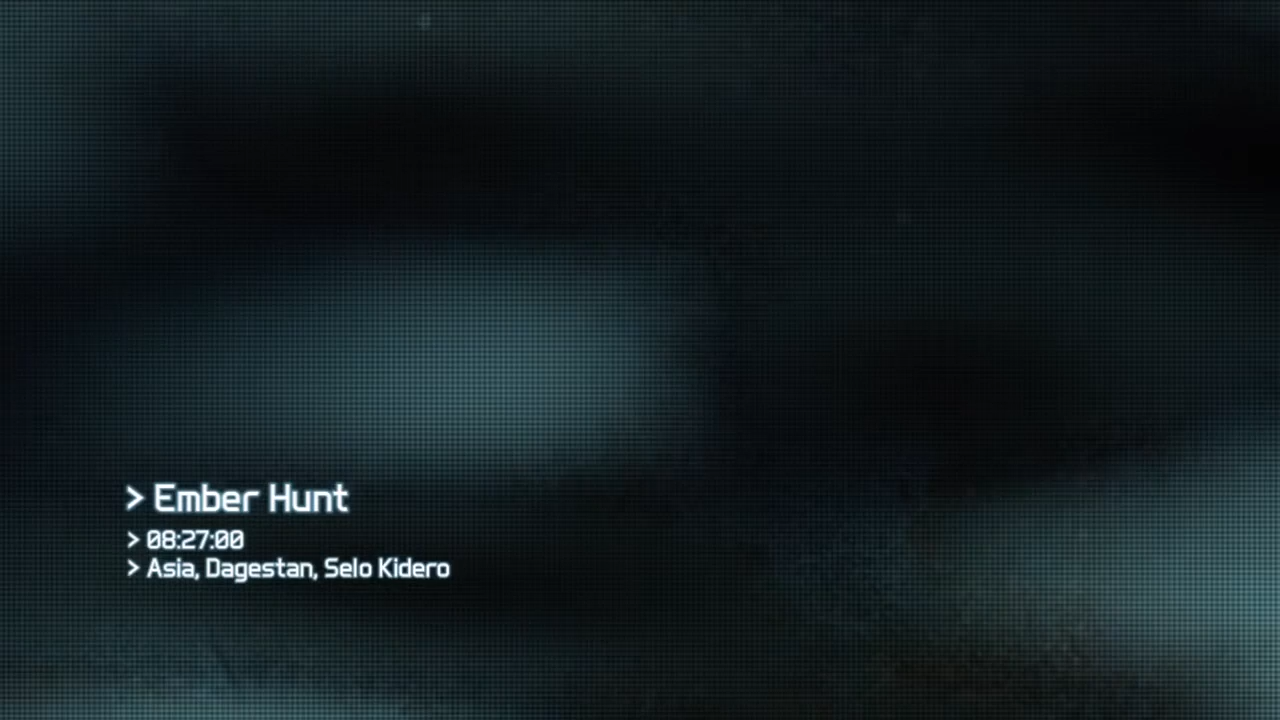 > Ember Hunt
> 08:27:00
> Asia, Dagestan, Selo Kidero